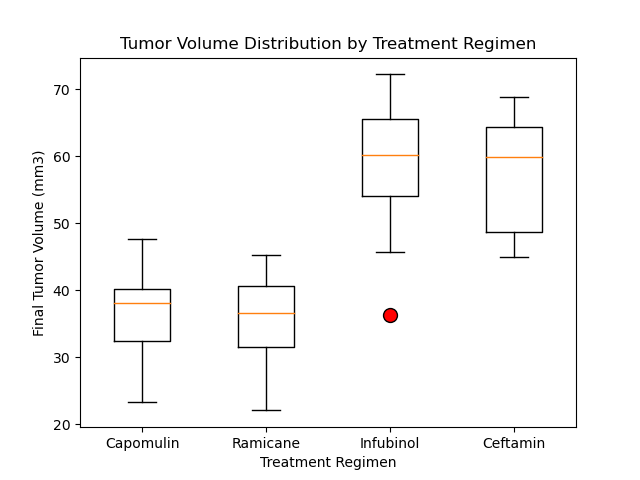 Tumor Volume Distribution by Treatment Regimen
Final Tumor Volume (mm3)
70
60
50
40
30
20
Capomulin Ramicane Infubinol Ceftamin
Treatment Regimen